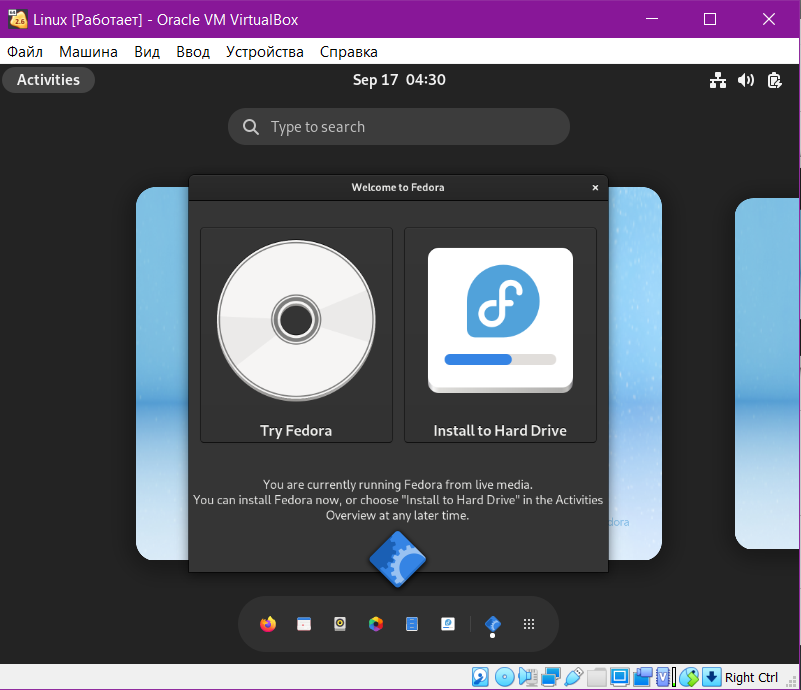 Linux [Работает] - Oracle VM VirtualBox
Файл Машина Вид Ввод Устройства Справка
Activities Sep 17 04:30
Type to search
Welcome to Fedora
Try Fedora Install to Hard Drive
You are currently running Fedora from live media.
You can install Fedora now, or choose "Install to Hard Drive" in the Activities
Overview at any later time.
dora
Right Ctrl